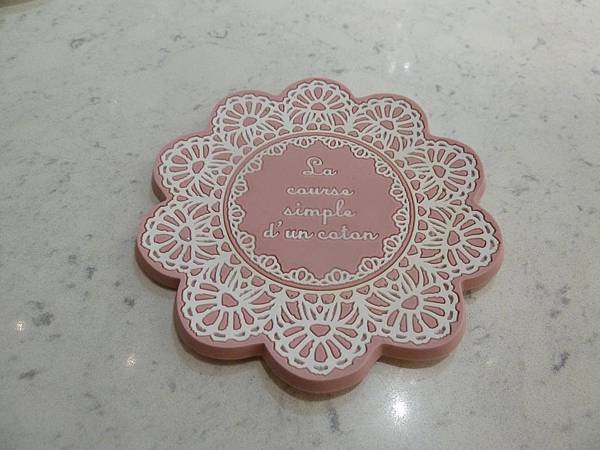 La
course
simple
d'un coton